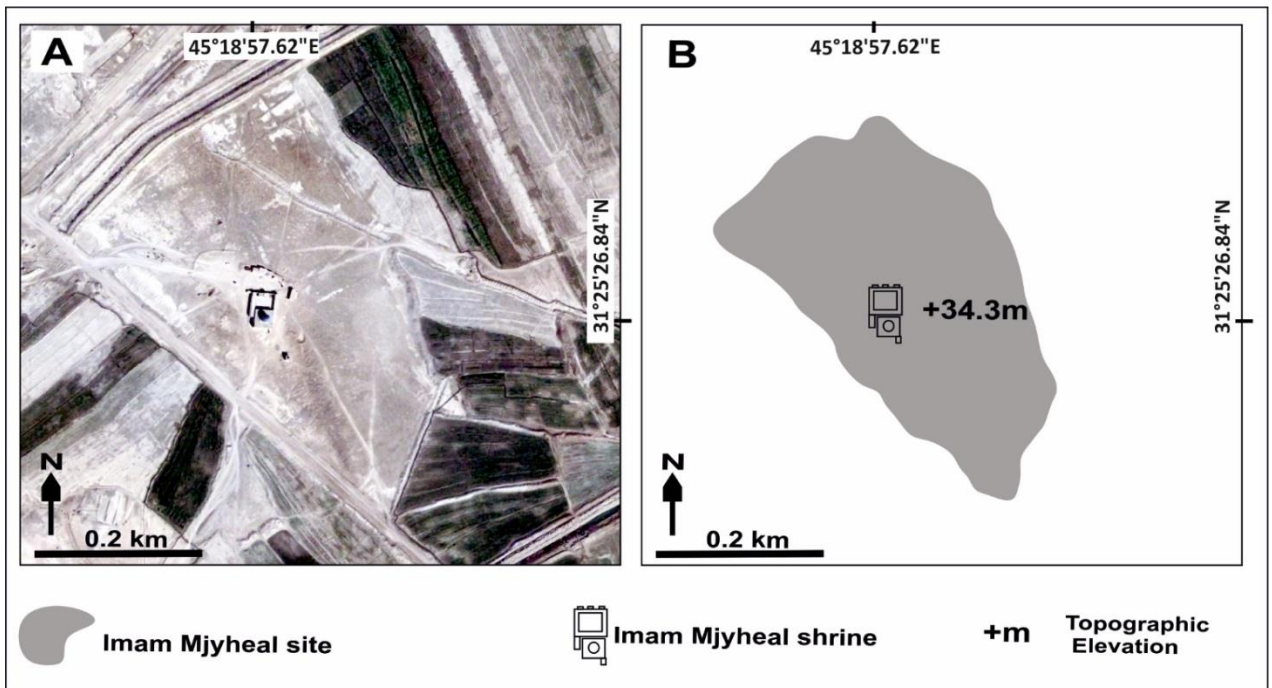 A
45°18'57.62"E
31°25'26.84"N
N
0.2 km
B
45°18'57.62"E
+34.3m
31°25'26.84"N
N
0.2 km
Imam Mjyheal site
Imam Mjyheal shrine
+m
Topographic
Elevation